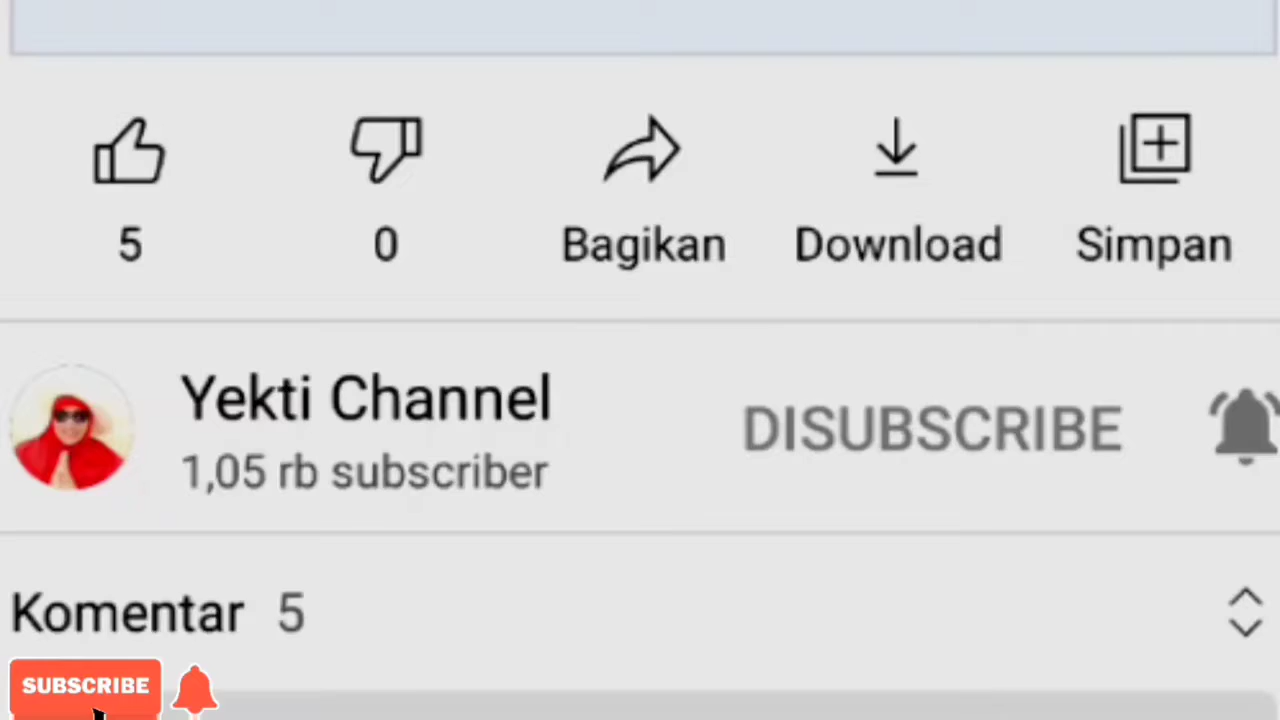 5 0 Bagikan Download Simpan
Yekti Channel
1,05 rb subscriber
DISUBSCRIBE
Komentar 5
SUBSCRIBE